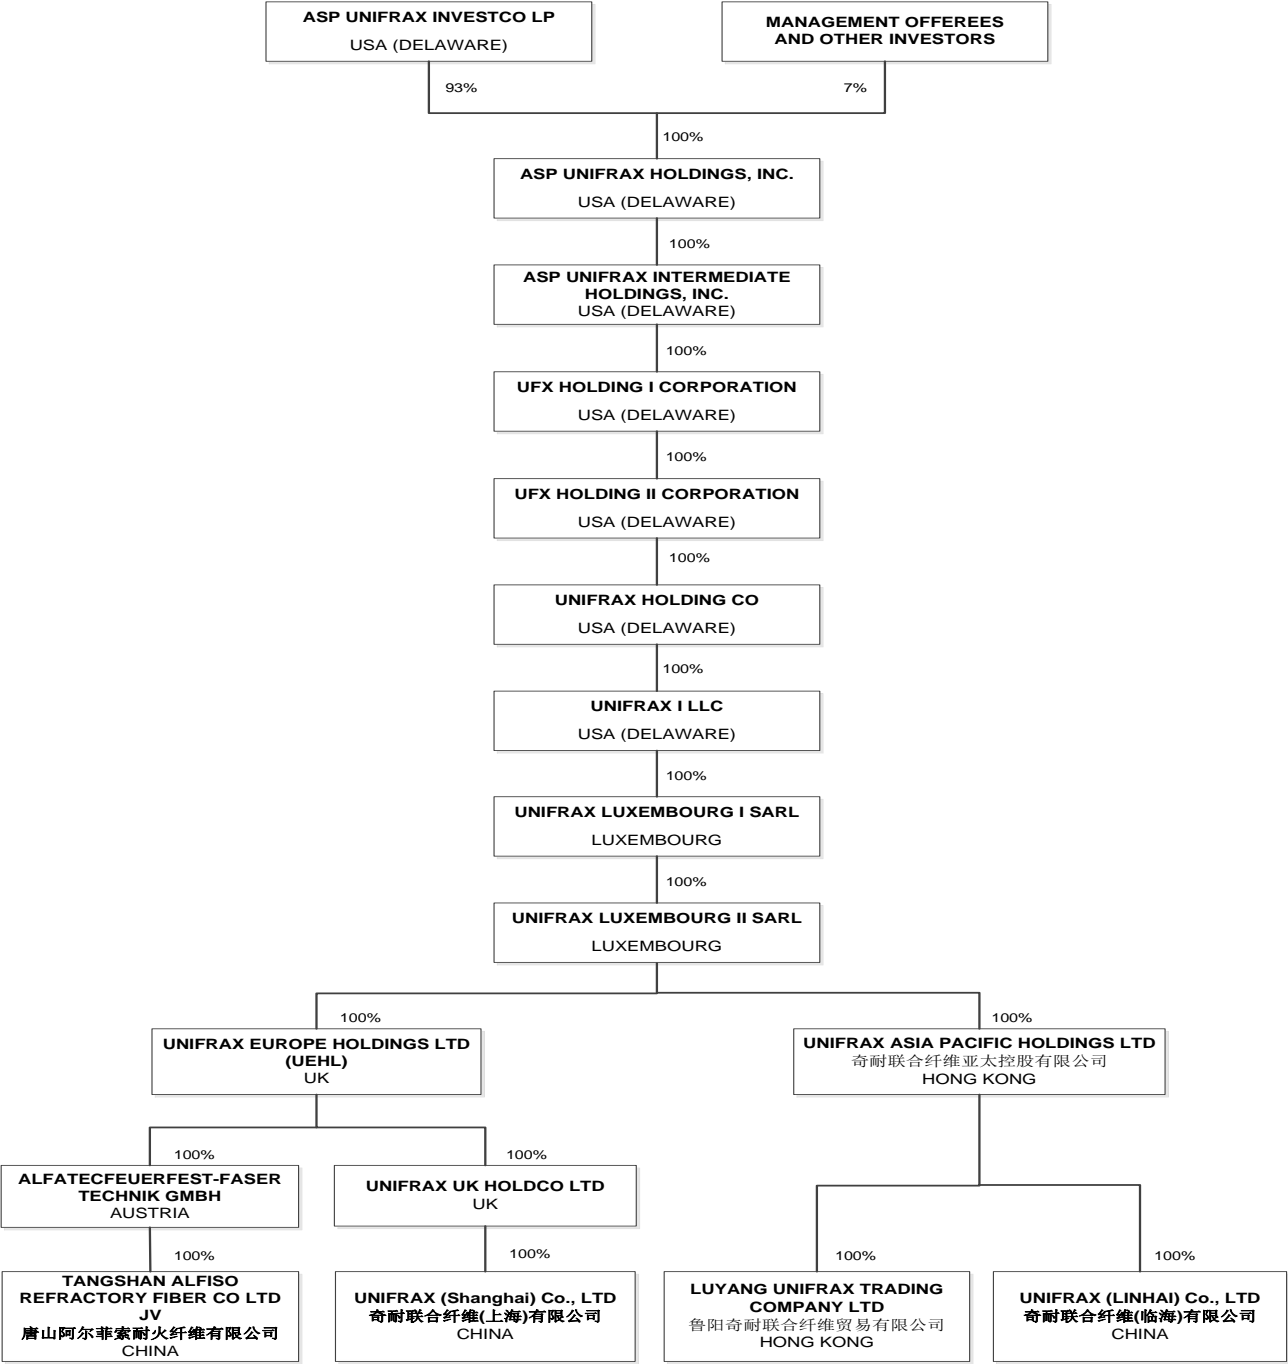 ASP UNIFRAX INVESTCO LP
USA (DELAWARE)
MANAGEMENT OFFEREES
AND OTHER INVESTORS
93%
7%
100%
ASP UNIFRAX HOLDINGS, INC.
USA (DELAWARE)
100%
ASP UNIFRAX INTERMEDIATE
HOLDINGS, INC.
USA (DELAWARE)
100%
UFX HOLDING I CORPORATION
USA (DELAWARE)
100%
UFX HOLDING II CORPORATION
USA (DELAWARE)
100%
UNIFRAX HOLDING CO
USA (DELAWARE)
100%
UNIFRAX I LLC
USA (DELAWARE)
100%
UNIFRAX LUXEMBOURG I SARL
LUXEMBOURG
100%
UNIFRAX LUXEMBOURG II SARL
LUXEMBOURG
100%
100%
UNIFRAX EUROPE HOLDINGS LTD
(UEHL)
UK
UNIFRAX ASIA PACIFIC HOLDINGS LTD
奇耐联合纤维亚太控股有限公司
HONG KONG
100%
100%
ALFATECFEUERFEST-FASER
TECHNIK GMBH
AUSTRIA
UNIFRAX UK HOLDCO LTD
UK
100%
100%
100%
100%
TANGSHAN ALFISO
REFRACTORY FIBER CO LTD
JV
唐山阿尔菲索耐火纤维有限公司
CHINA
UNIFRAX (Shanghai) Co., LTD
奇耐联合纤维(上海)有限公司
CHINA
LUYANG UNIFRAX TRADING
COMPANY LTD
鲁阳奇耐联合纤维贸易有限公司
HONG KONG
UNIFRAX (LINHAI) Co., LTD
奇耐联合纤维(临海)有限公司
CHINA